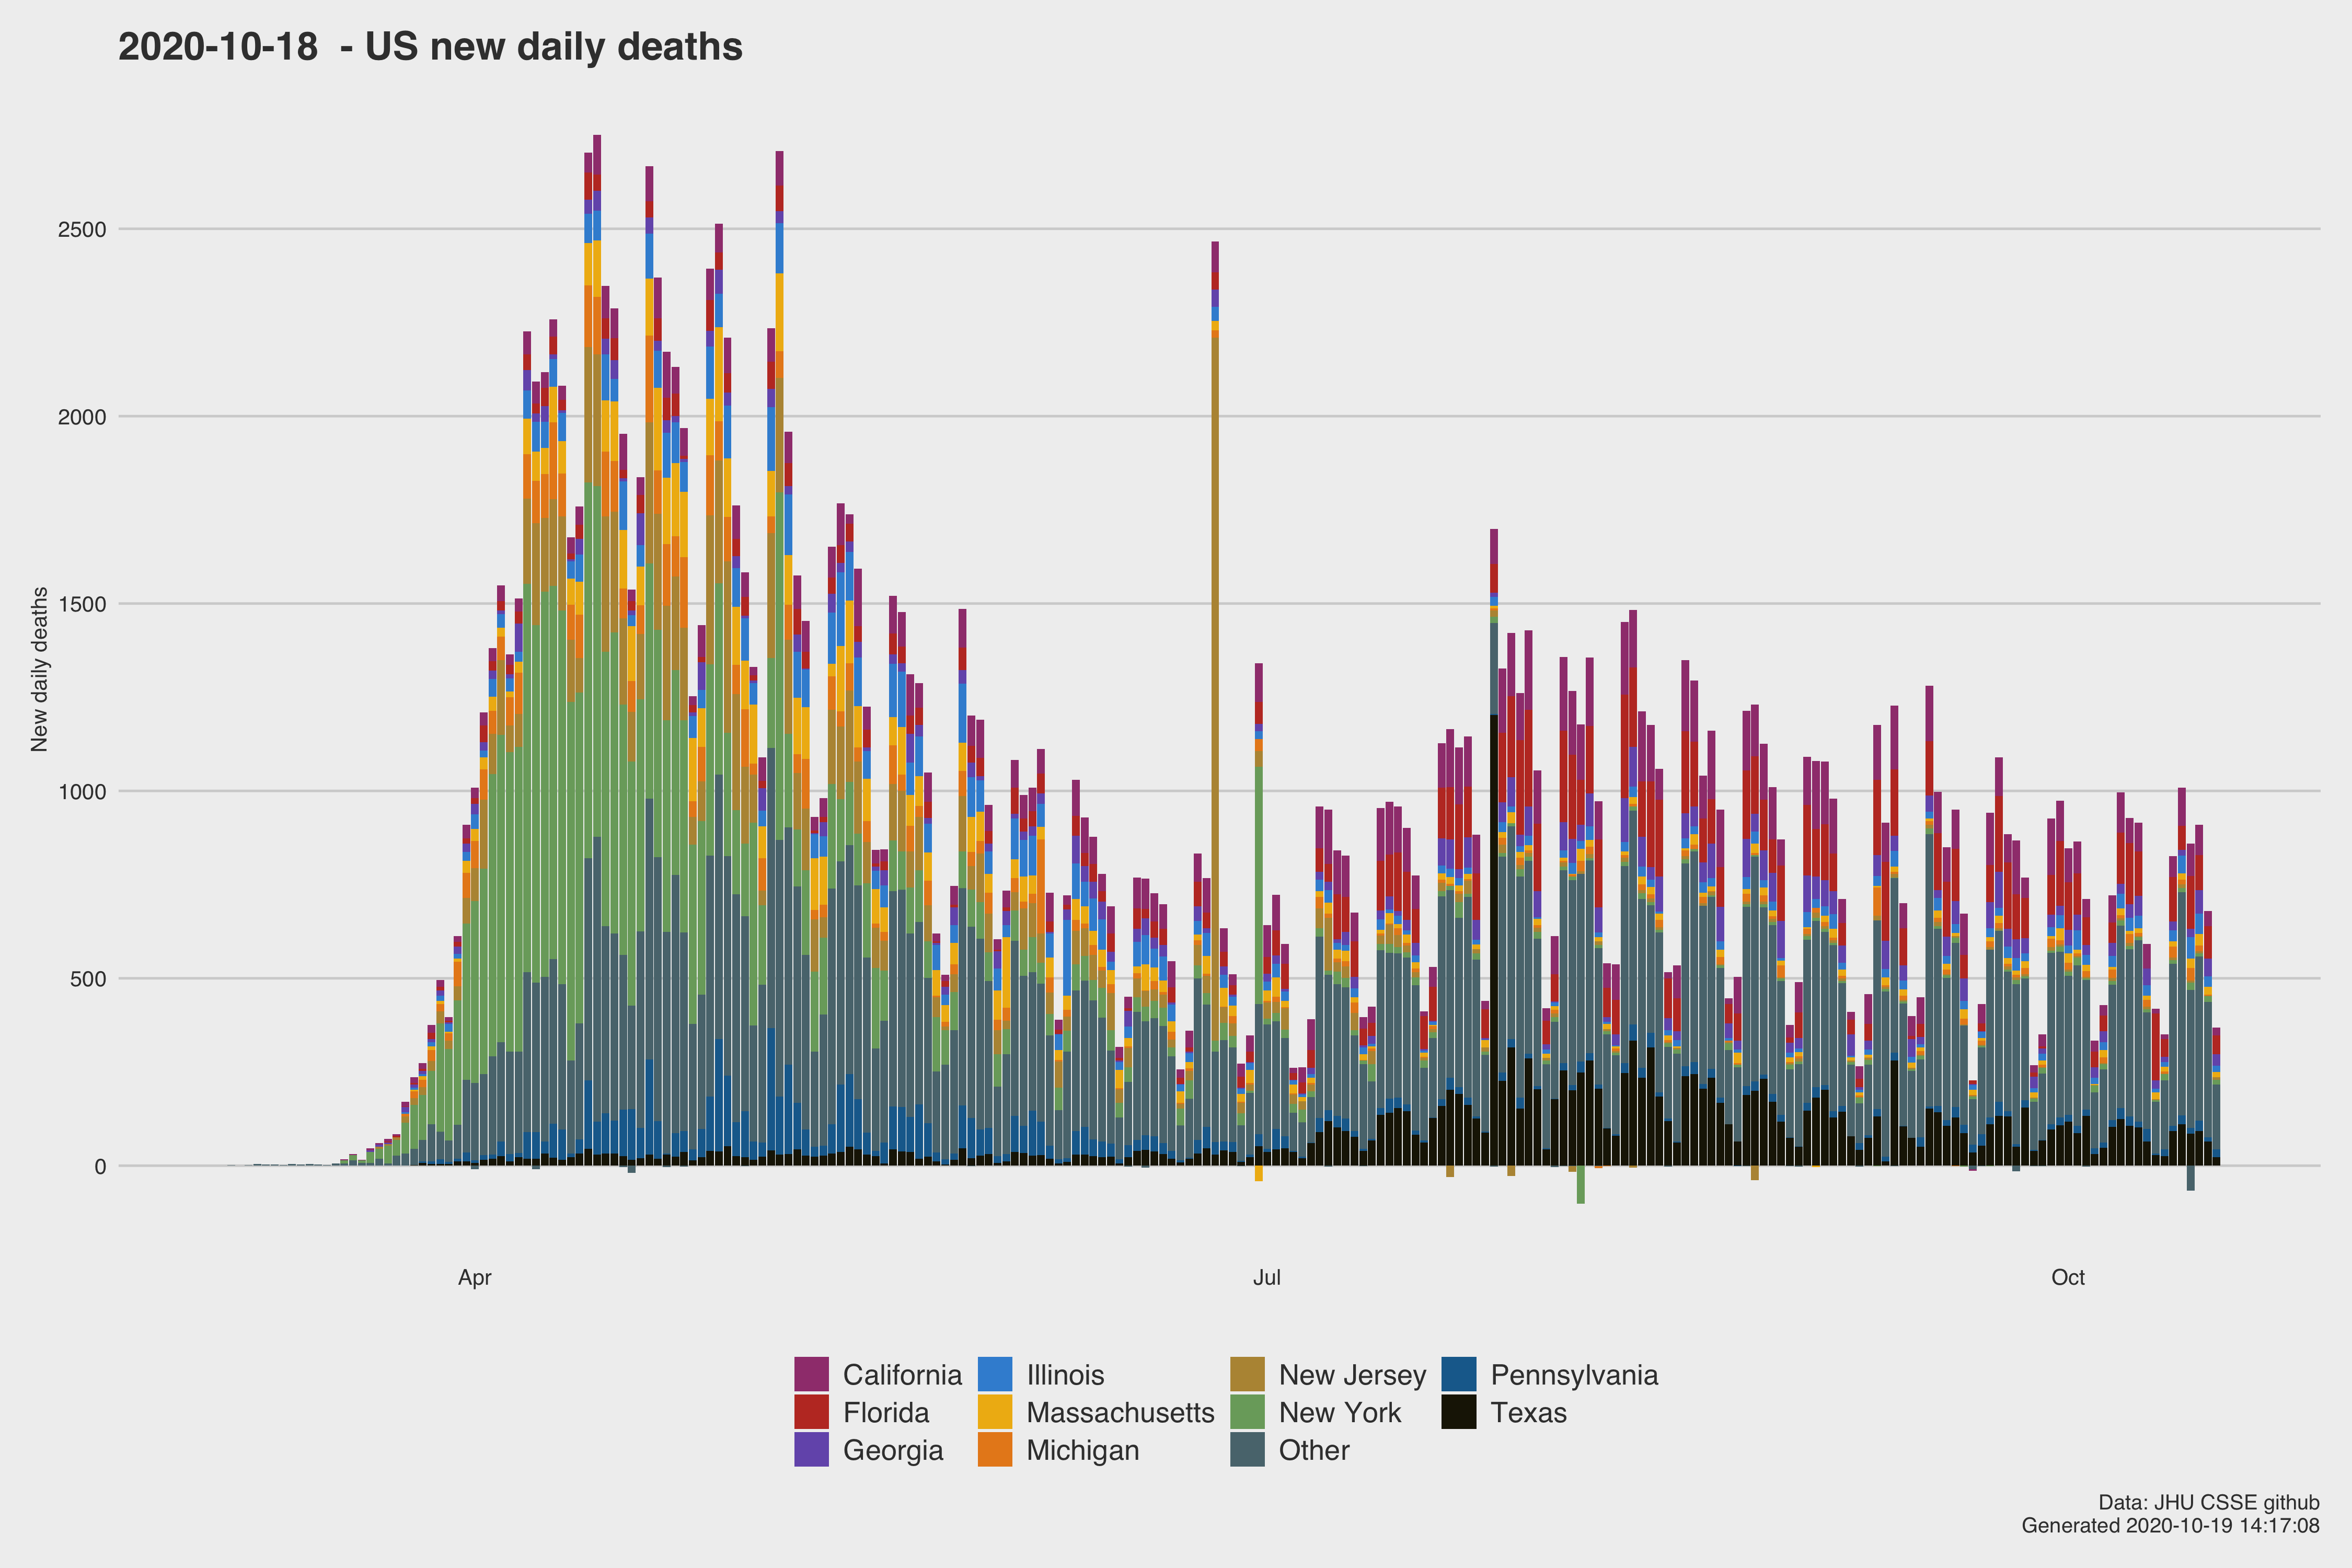 2020-10-18  - US new daily deaths
New daily deaths
2500
2000
1500
1000
500
0
Apr
Jul
Oct
California
Florida
Georgia
Illinois
Massachusetts
Michigan
New Jersey
New York
Other
Pennsylvania
Texas
Data: JHU CSSE github
Generated 2020-10-19 14:17:08